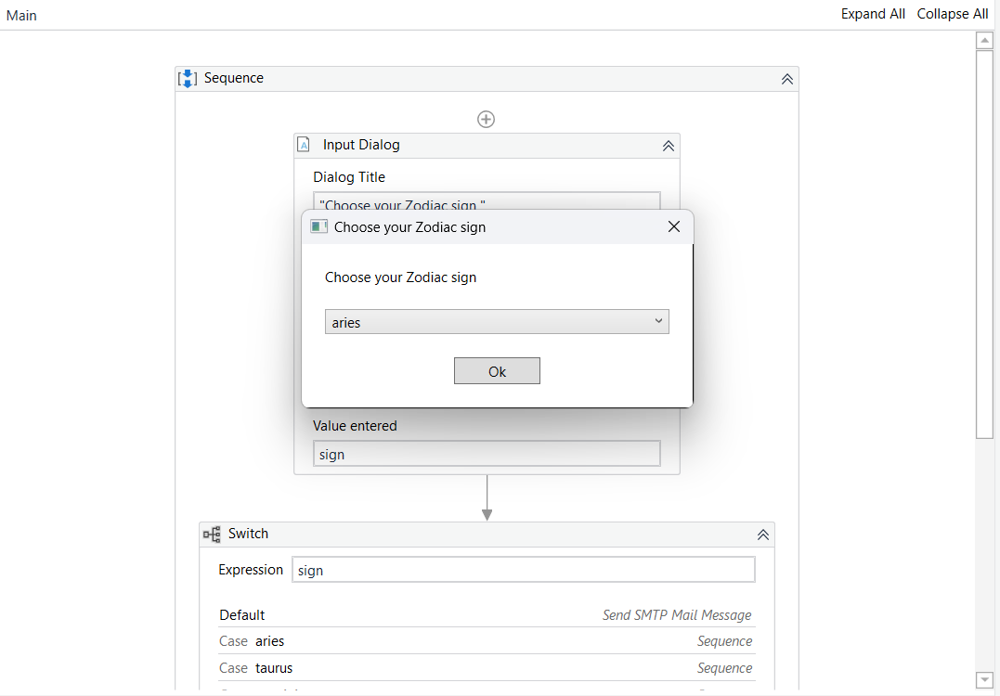 Main
Expand All Collapse All
Sequence
Input Dialog
Dialog Title
"Choose your Zodiac sign "
Choose your Zodiac sign
Choose your Zodiac sign
aries
Ok
Value entered
sign
Switch
Expression sign
Default Send SMTP Mail Message
Case aries Sequence
Case taurus Sequence